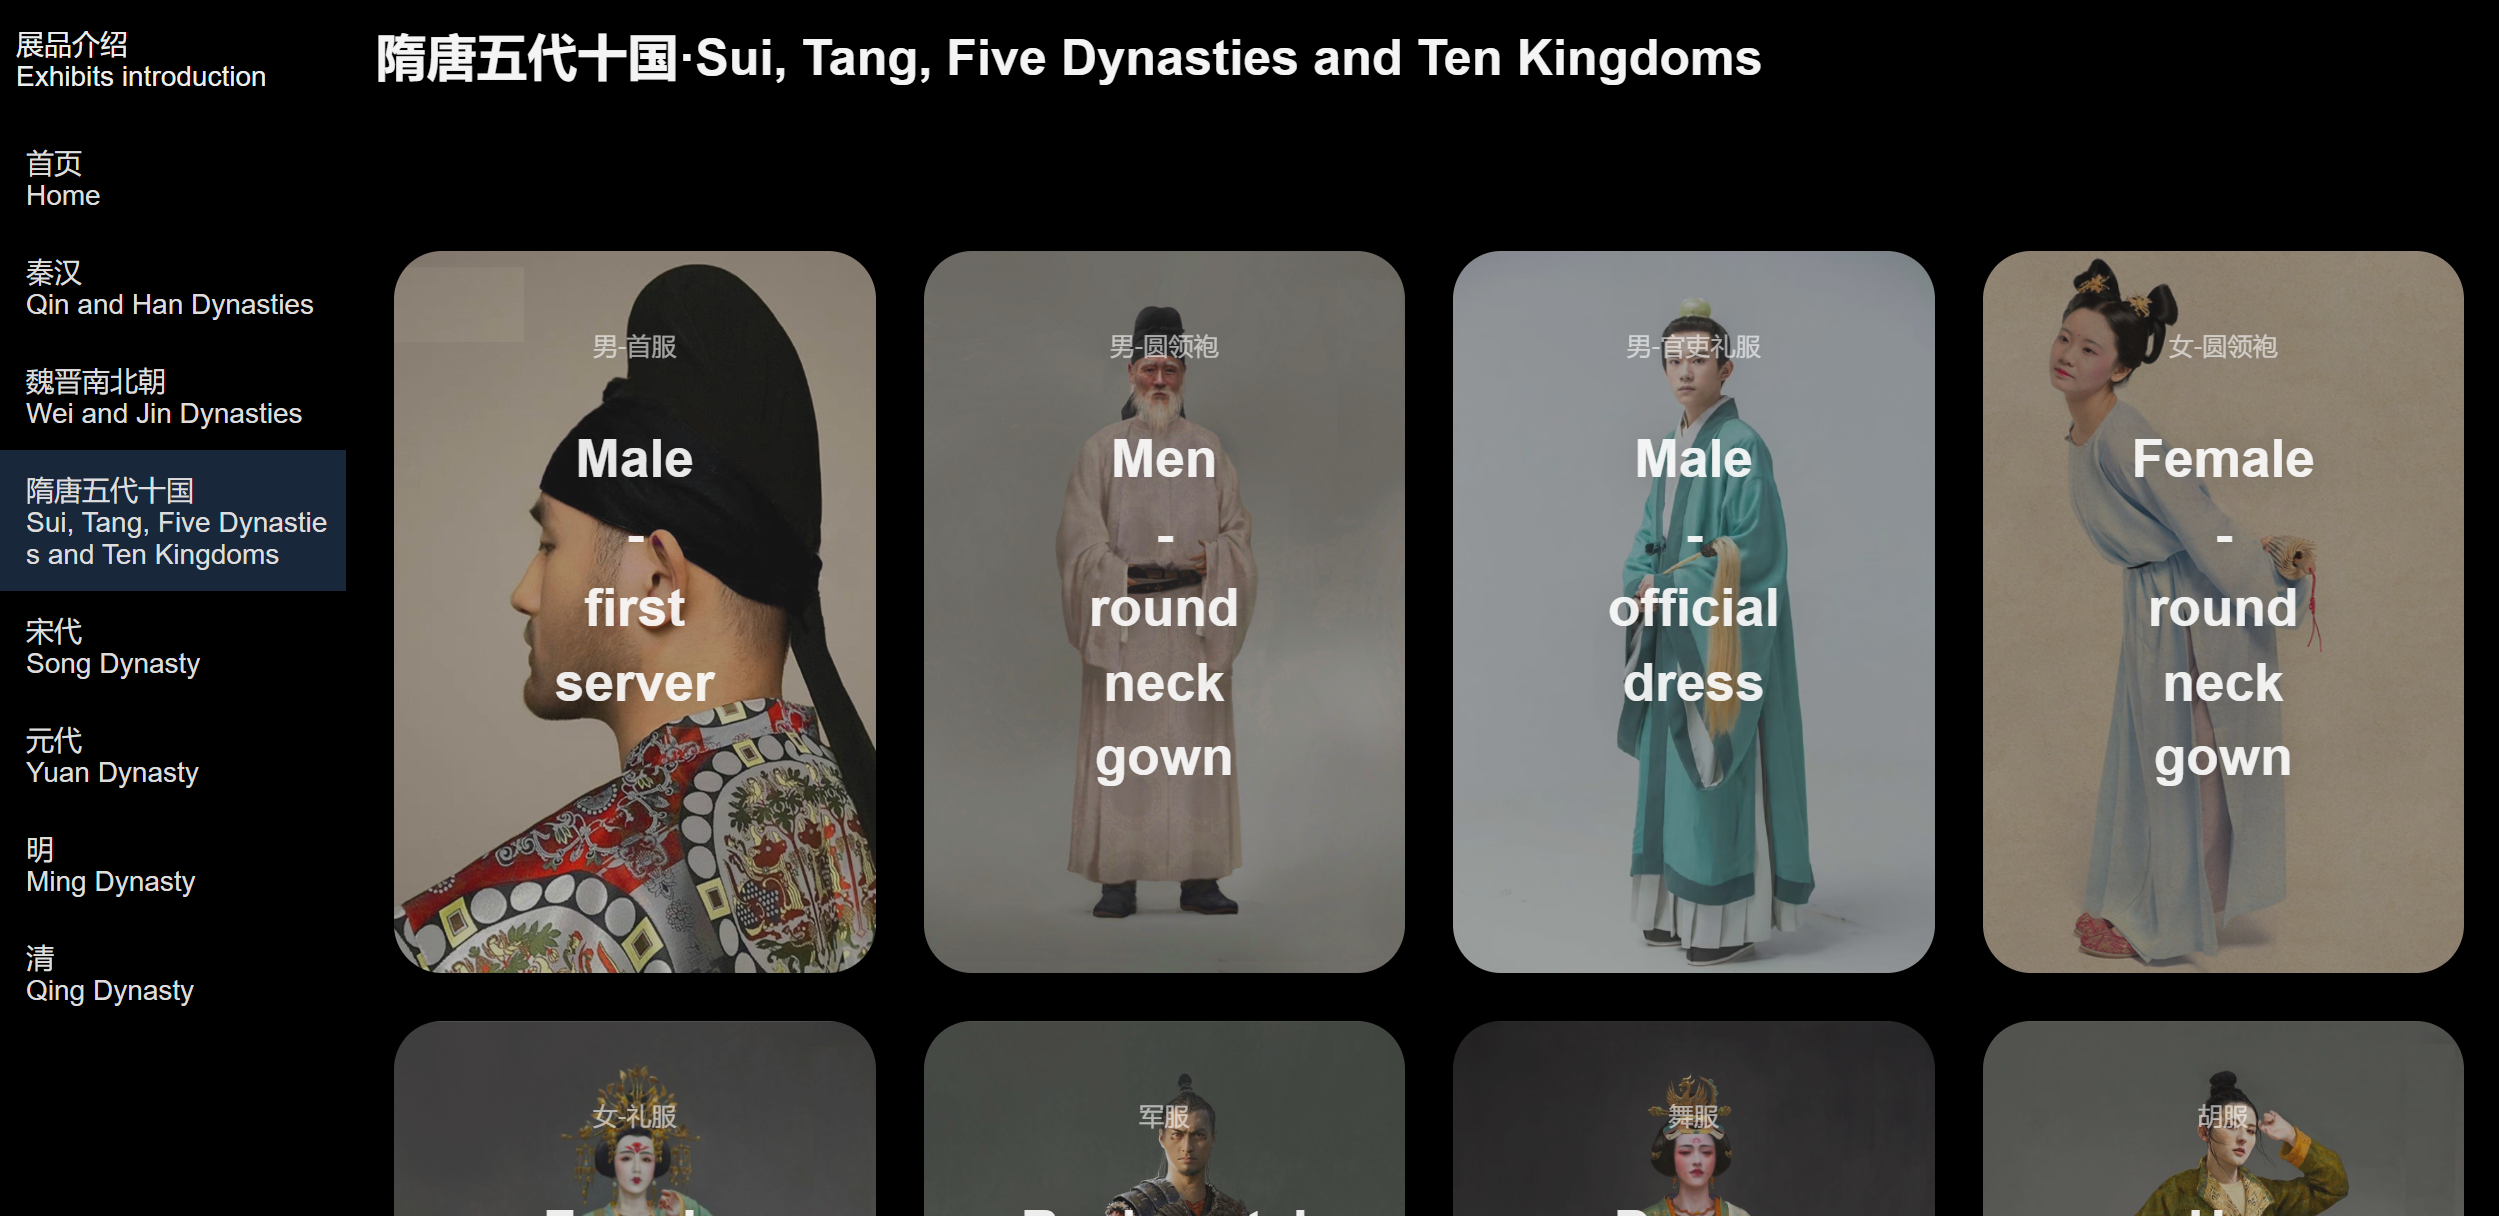 展品介绍
Exhibits introduction
首页
Home
秦汉
Qin and Han Dynasties
魏晋南北朝
Wei and Jin Dynasties
隋唐五代十国
Sui, Tang, Five Dynastie
s and Ten Kingdoms
宋代
Song Dynasty
元代
Yuan Dynasty
明
Ming Dynasty
清
Qing Dynasty
隋唐五代十国·Sui, Tang, Five Dynasties and Ten Kingdoms
男-首服
Male
-
first
server
男-圆领袍
Men
-
round
neck
gown
男-官吏礼服
Male
-
official
dress
女-圆领袍
Female
-
round
neck
gown
女-礼服
军服
舞服
胡服